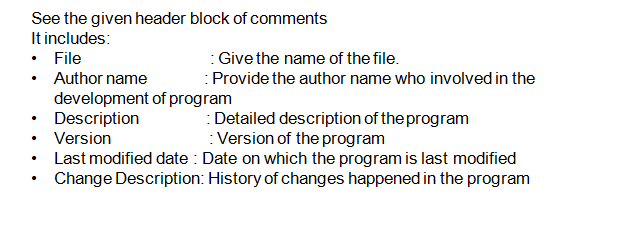 See the given header block of comments
It includes:
• File : Give the name of the file.
• Author name : Provide the author name who involved in the
development of program
• Description : Detailed description of the program
• Version : Version of the program
• Last modified date : Date on which the program is last modified
• Change Description: History of changes happened in the program